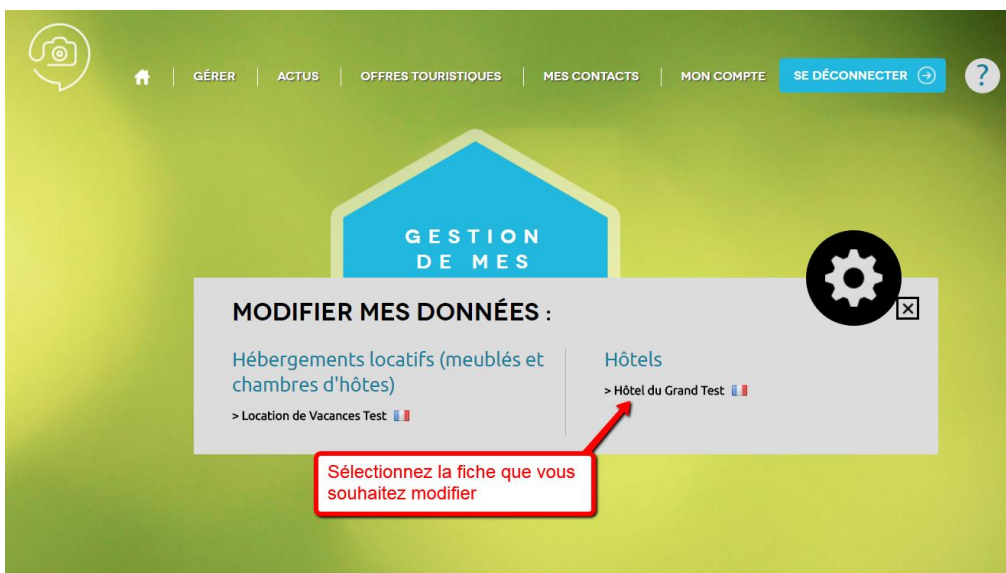 GÉRER
ACTUS
OFFRES TOURISTIQUES
MES CONTACTS
MON COMPTE
SE DÉCONNECTER
?
GESTION
DE MES
MODIFIER MES DONNÉES :
Hébergements locatifs (meublés et
chambres d'hôtes)
> Location de Vacances Test
Hôtels
> Hôtel du Grand Test
Sélectionnez la fiche que vous
souhaitez modifier